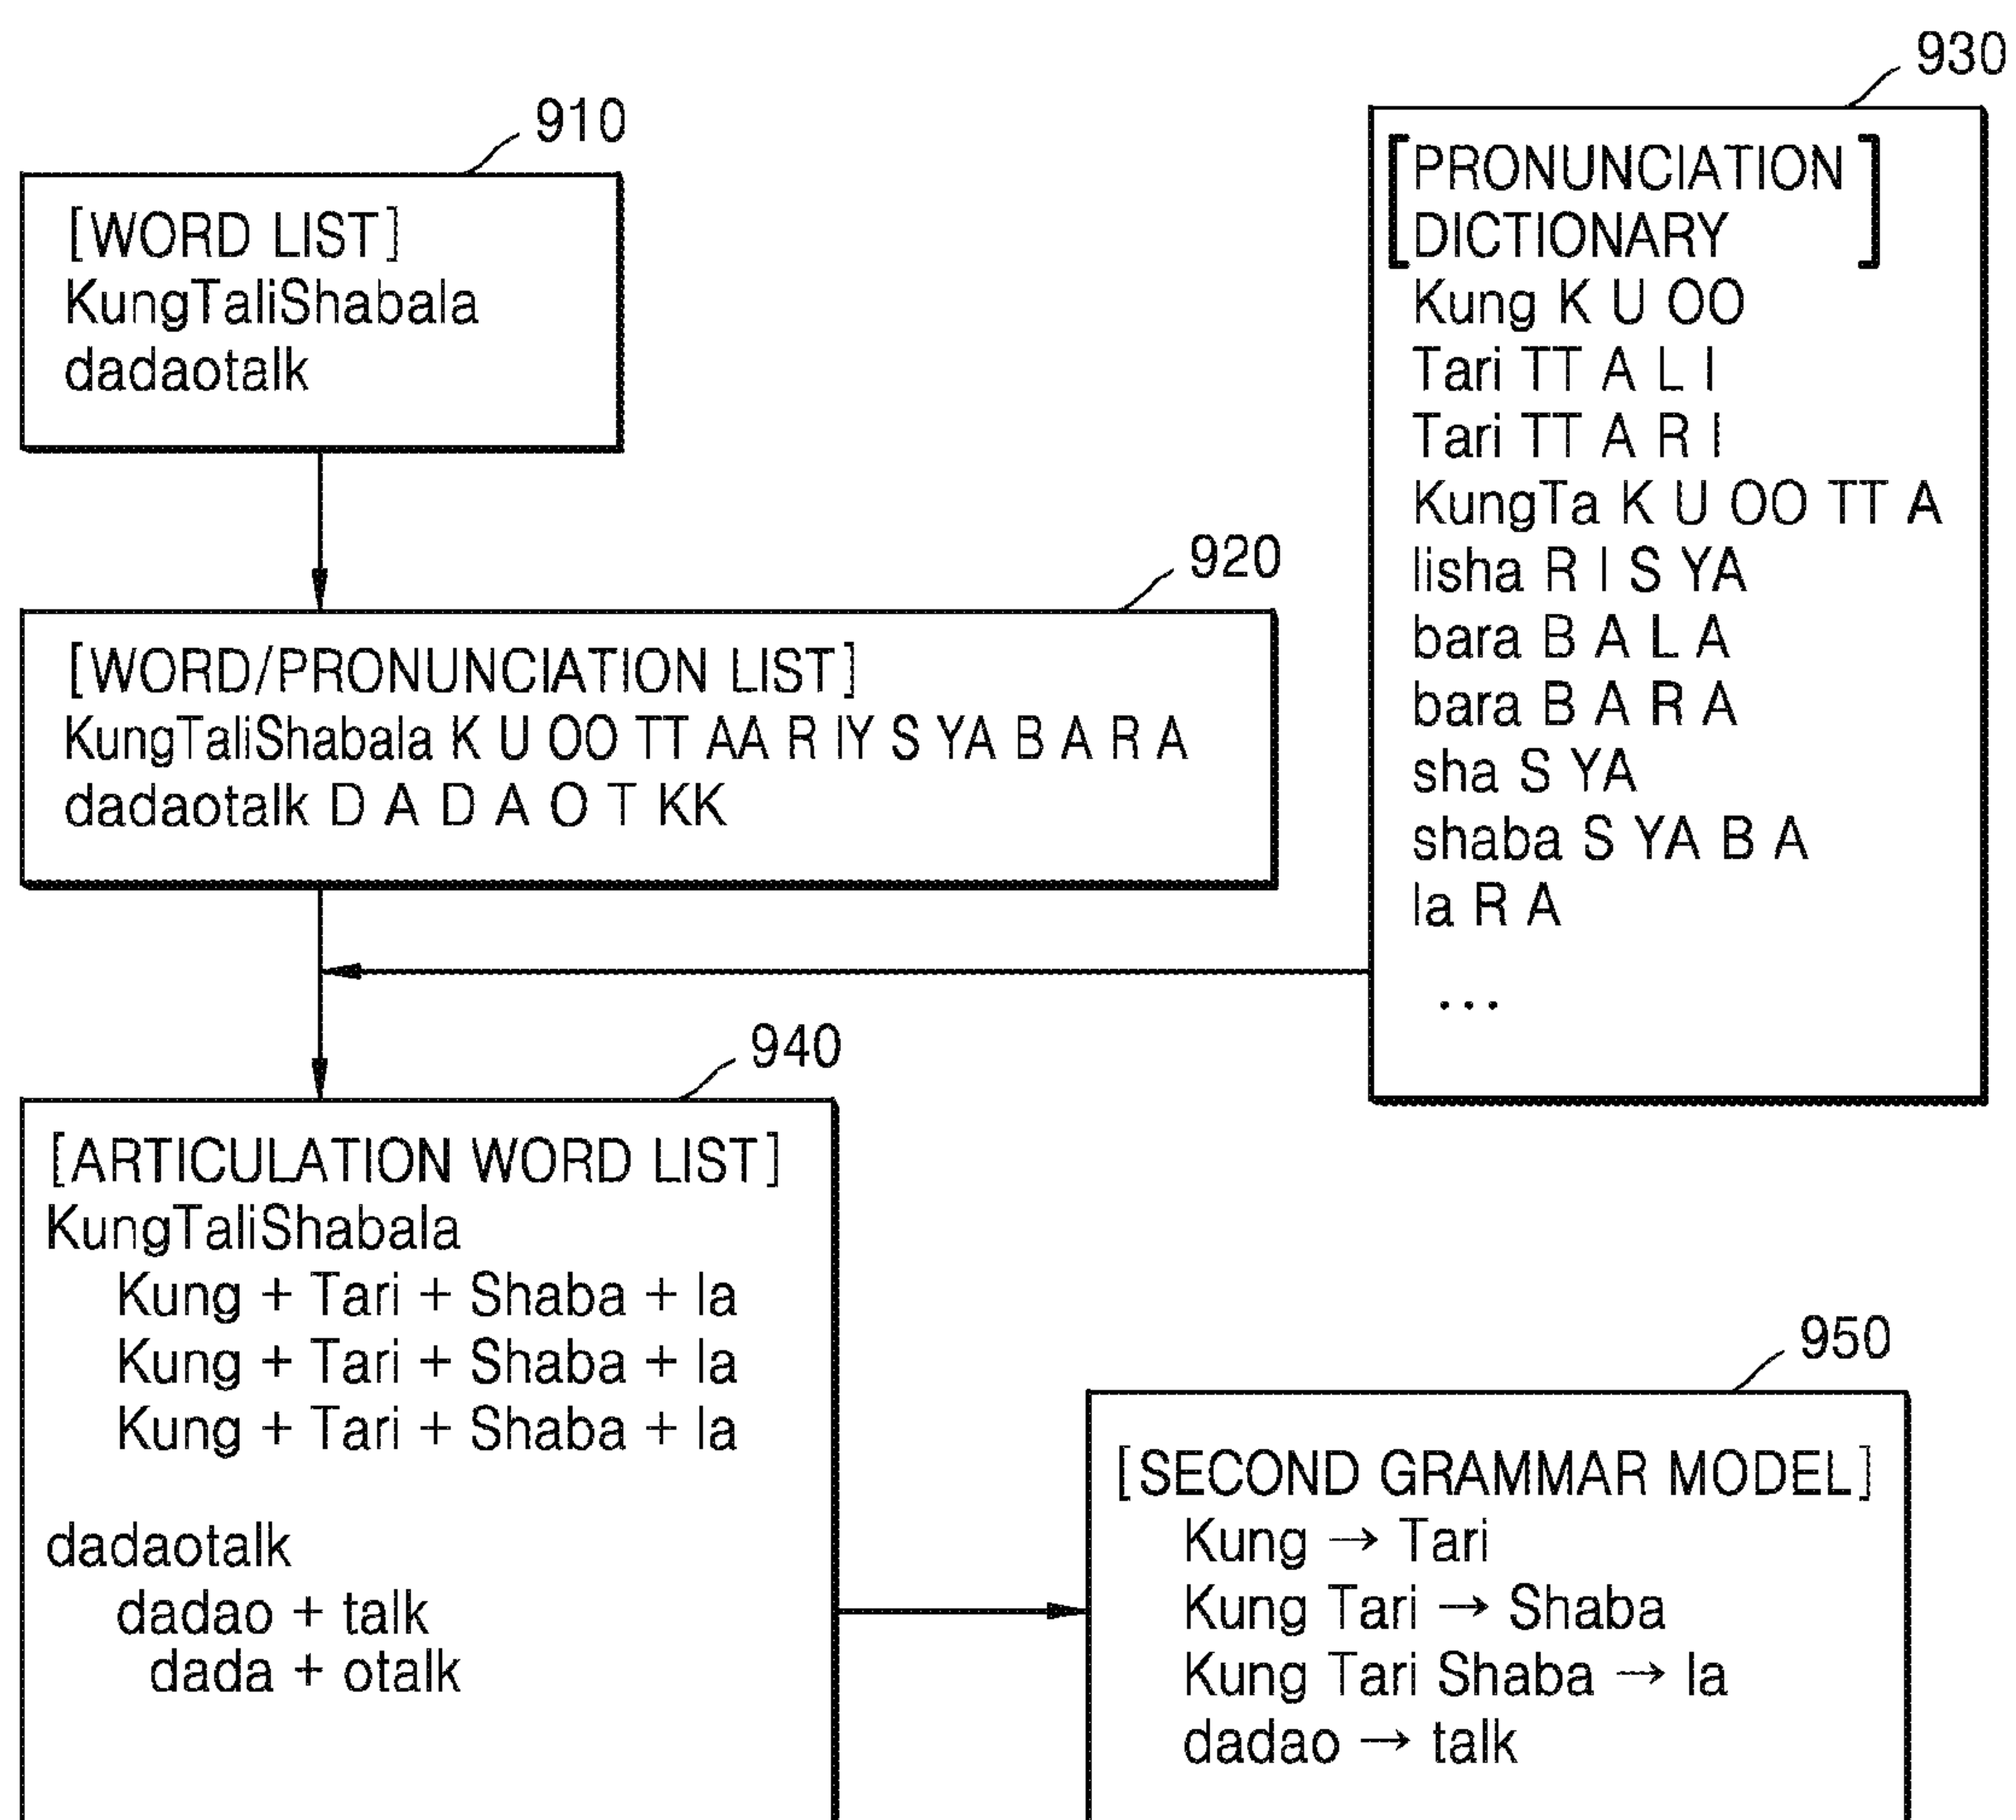 910
[WORD LIST]
KungTaliShabala
dadaotalk
920
[WORD/PRONUNCIATION LIST]
KungTaliShabala K U OO TT AA R IY S YA B A R A
dadaotalk D A D A O T KK
930
[PRONUNCIATION
DICTIONARY]
Kung K U OO
Tari TT A L I
Tari TT A R I
KungTa K U OO TT A
lisha R I S YA
bara B A L A
bara B A R A
sha S YA
shaba S YA B A
la R A
...
940
[ARTICULATION WORD LIST]
KungTaliShabala
Kung + Tari + Shaba + la
Kung + Tari + Shaba + la
Kung + Tari + Shaba + la
dadaotalk
dadao + talk
dada + otalk
950
[SECOND GRAMMAR MODEL]
Kung → Tari
Kung Tari → Shaba
Kung Tari Shaba → la
dadao → talk